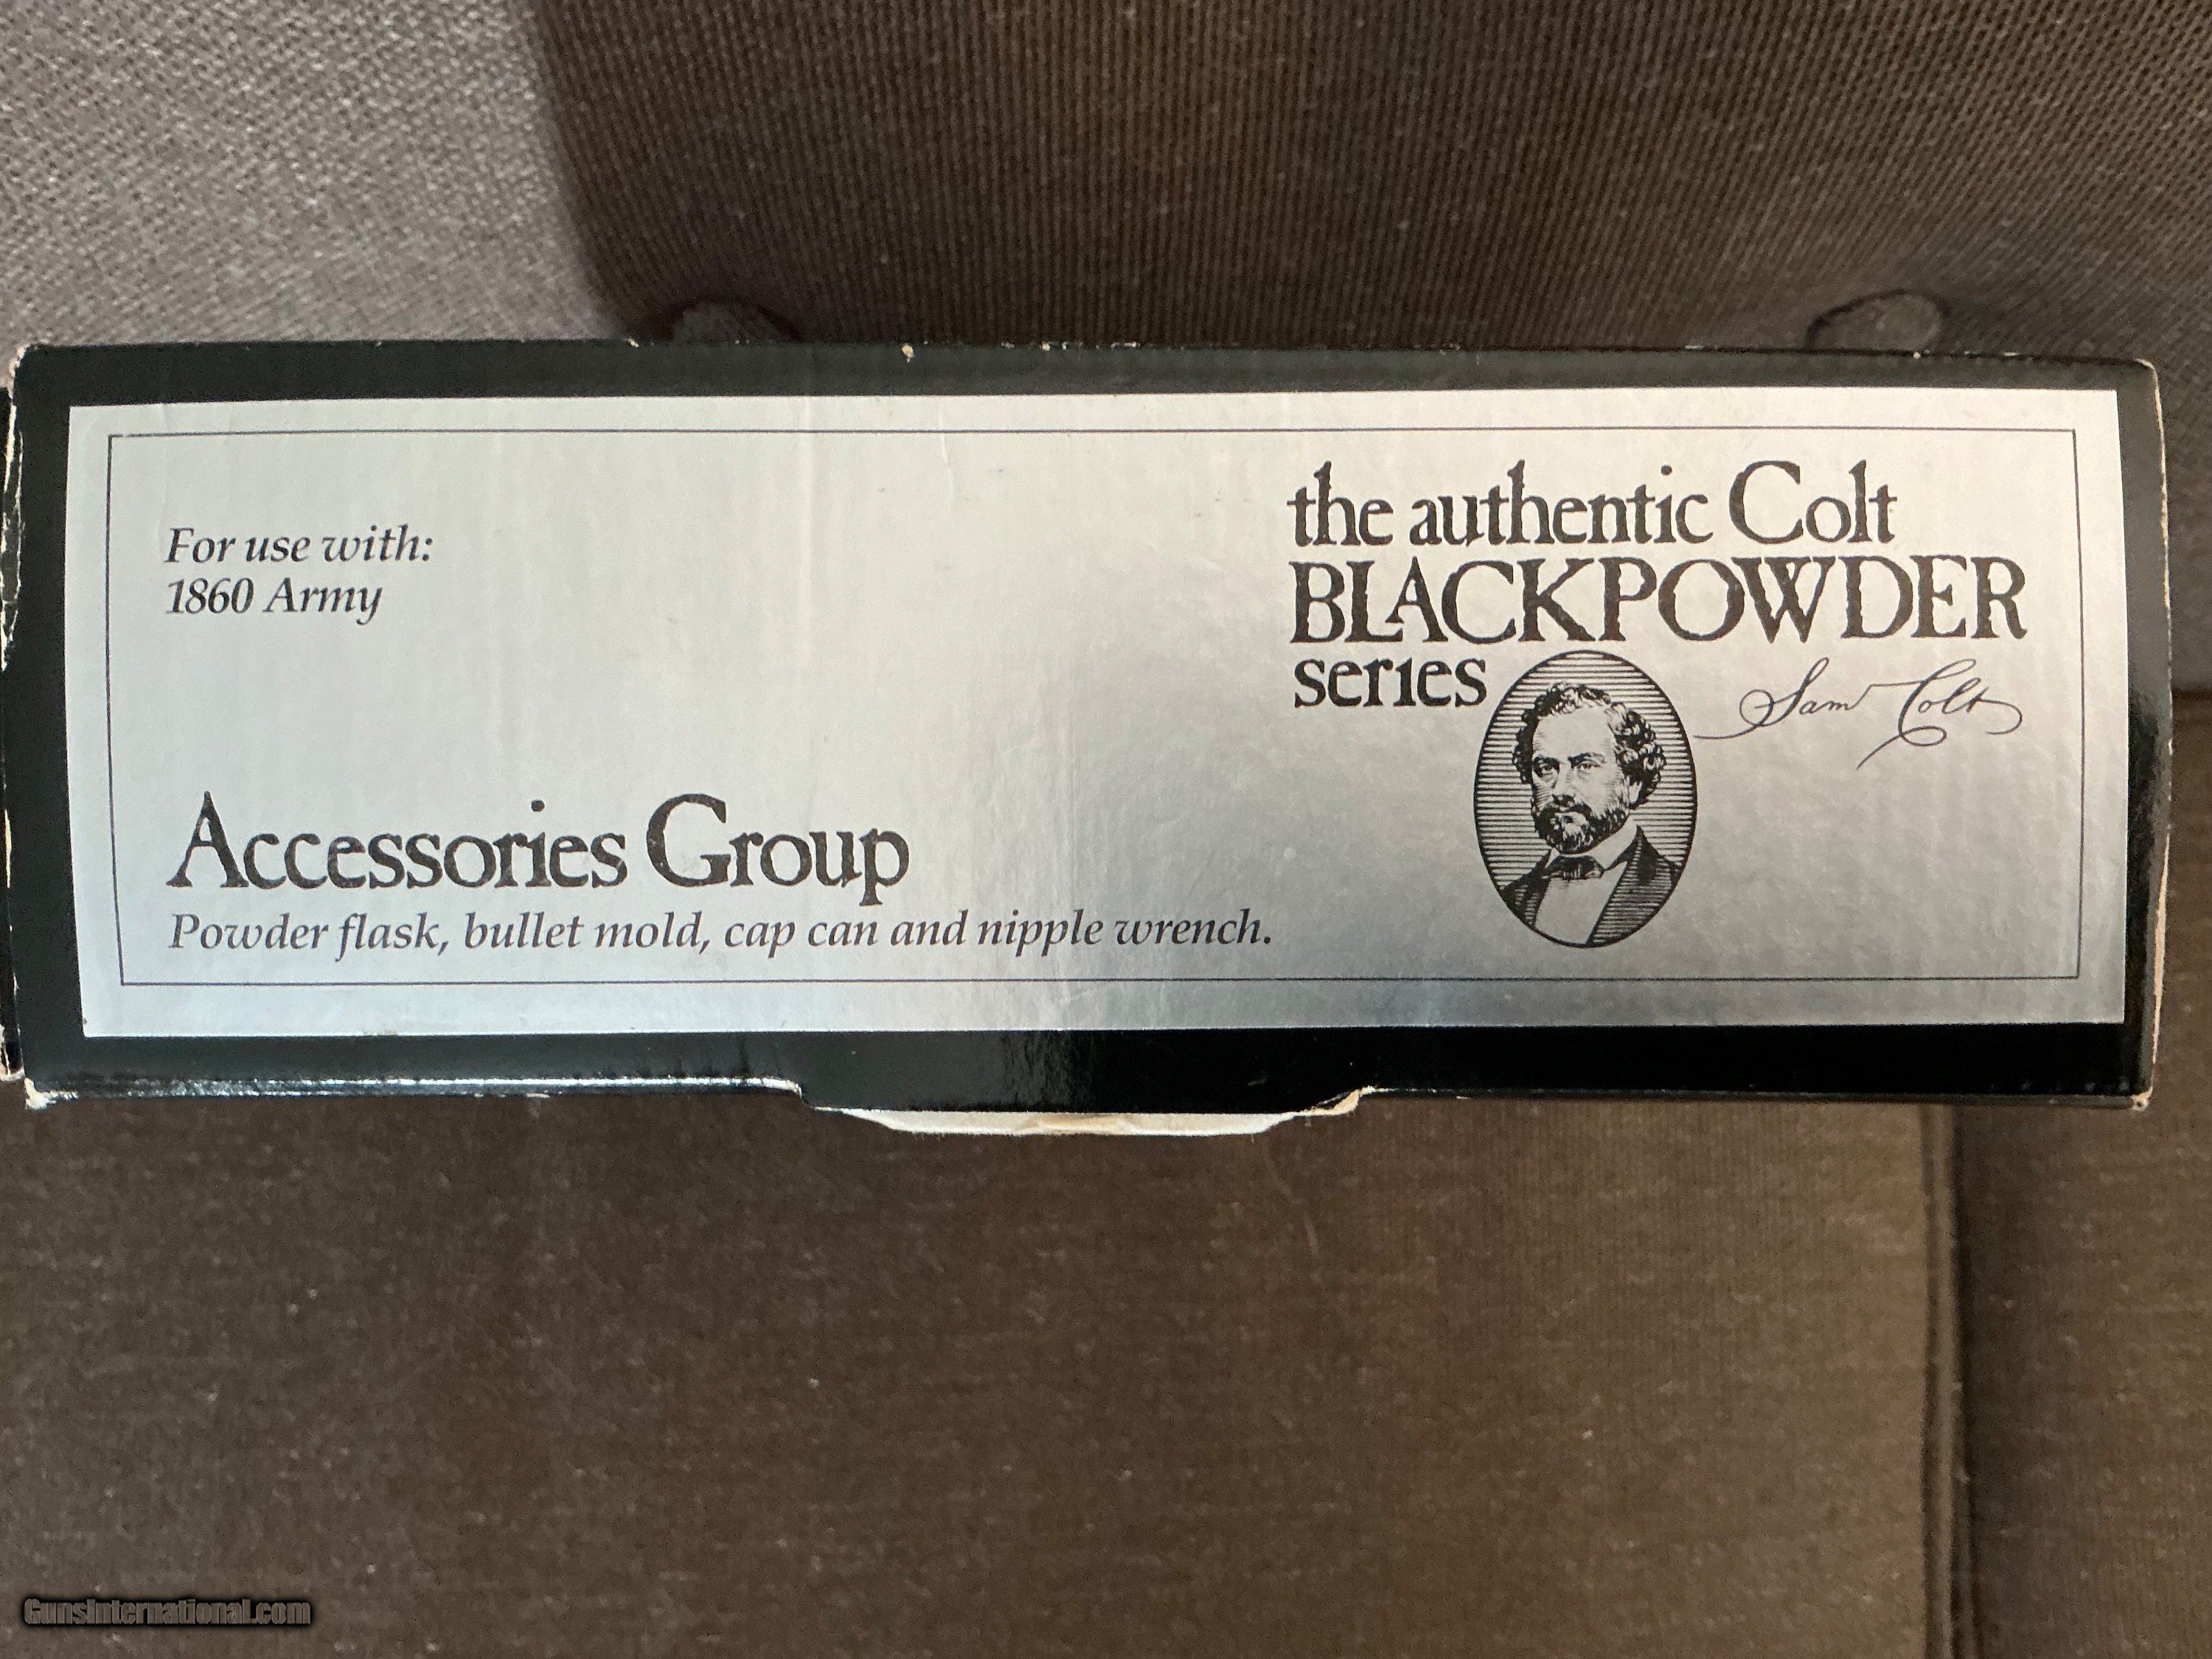 For use with:
1860 Army
the authentic Colt
BLACKPOWDER
series
Sam Colt
Accessories Group
Powder flask, bullet mold, cap can and nipple wrench.
GunsInternational.com